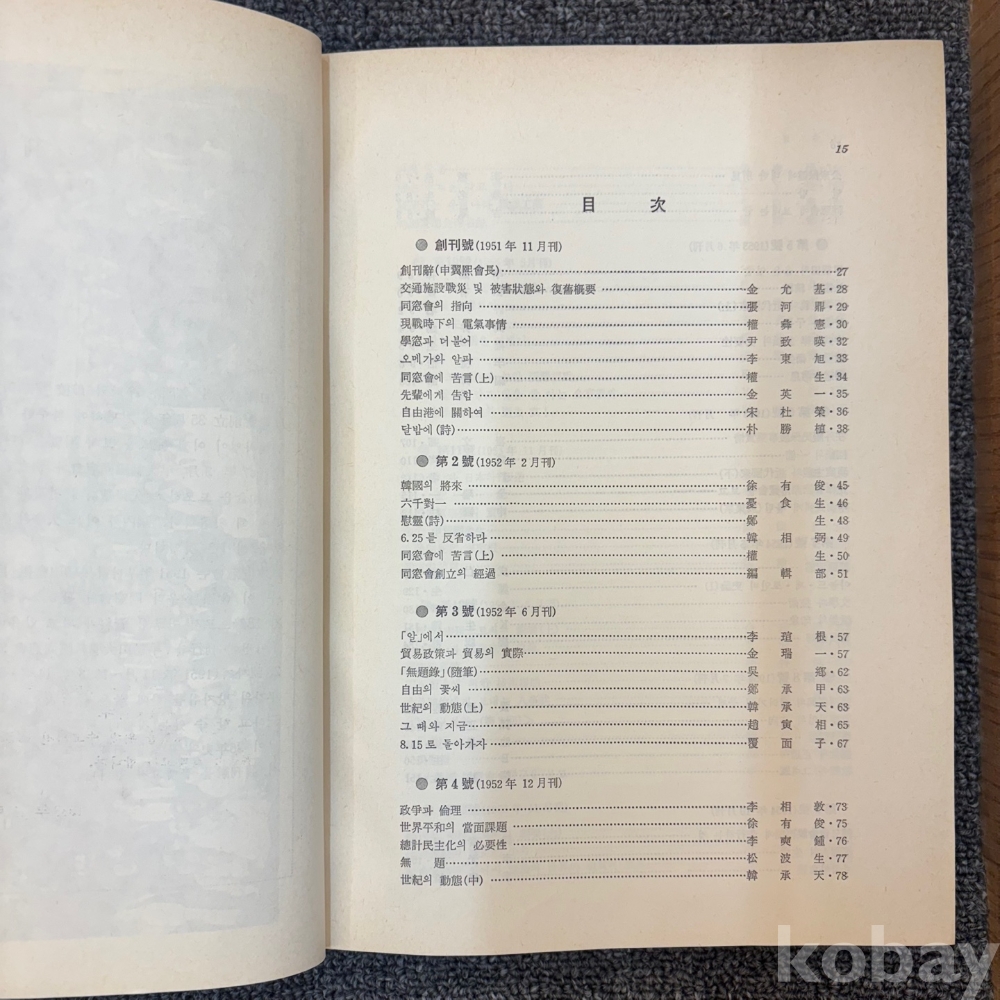 15
目 次
● 創刊號(1951年 11月刊)
創刊辭(申翼熙會長)……27
交通施設戰災 및 被害狀態와 復舊槪要……金允基・28
同窓會의 指向……張河鼎・29
現戰時下의 電氣事情……權彝憲・30
學窓과 더불어……尹致暎・32
오메가와 알파……李東旭・33
同窓會에 苦言(上)……權生・34
先輩에게 告함……金英一・35
自由港에 關하여……宋杜榮・36
달밤에(詩)……朴勝・38
● 第2號(1952年 2月刊)
韓國의 將來……徐有俊・45
六千對一……憂食生・46
慰靈(詩)……鄭生・48
6.25를 反省하라……韓相弼・49
同窓會에 苦言(上)……權生・50
同窓會創立의 經過……編輯部・51
● 第3號(1952年 6月刊)
「알」에서……李瑄根・57
貿易政策과 貿易의 實際……金瑞一・57
「無題錄」(隨筆)……吳鄕・62
自由의 꽃씨……鄭承甲・63
世紀의 動態(上)……韓承天・63
그 때와 지금……趙寅相・65
8.15로 돌아가자……覆面子・67
● 第4號(1952年 12月刊)
政爭과 倫理……李相敦・73
世界平和의 當面課題……徐有俊・75
總計民主化의 必要性……李奭鍾・76
無 題……松波生・77
世紀의 動態(中)……韓承天・78
kobay